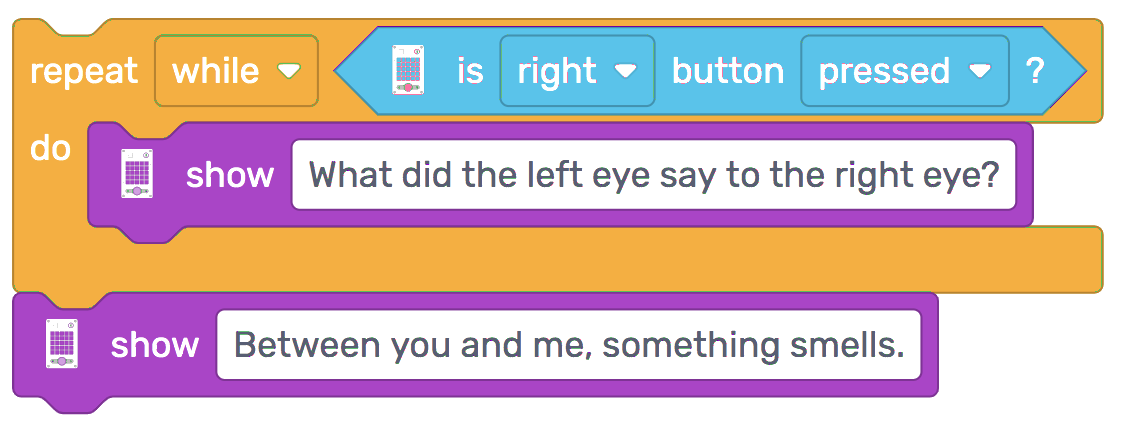 repeat while is right button pressed ?
do show What did the left eye say to the right eye?
show Between you and me, something smells.